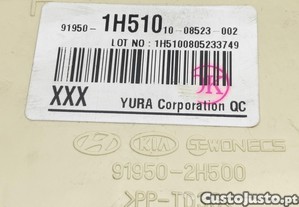 91950- 1H510 10 08523 002
LOT NO : 1H5100805233749
XXX YURA Corporation QC
KIA SEWONECS
91950-2H500
Custojusto.pt